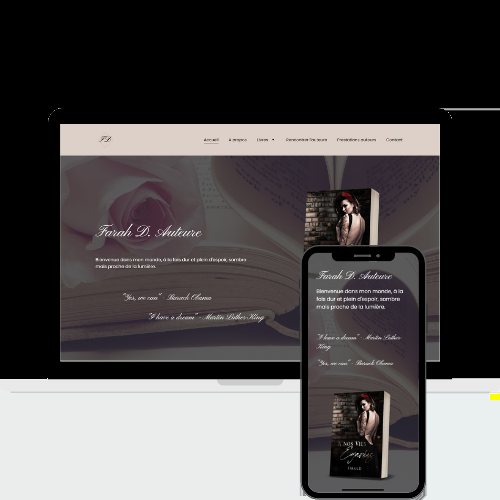 FD
Accueil A propos Livres Rencontrer l'auteure Prestations auteurs Contact
Farah D. Auteure
Bienvenue dans mon monde, à la fois dur et plein d'espoir, sombre
mais proche de la lumière.
"Yes, we can" - Barack Obama
"I have a dream" - Martin Luther King
Farah D. Auteure
Bienvenue dans mon monde, à la
fois dur et plein d'espoir, sombre
mais proche de la lumière.
"I have a dream" - Martin Luther
King
"Yes, we can" - Barack Obama
À NOS VIES